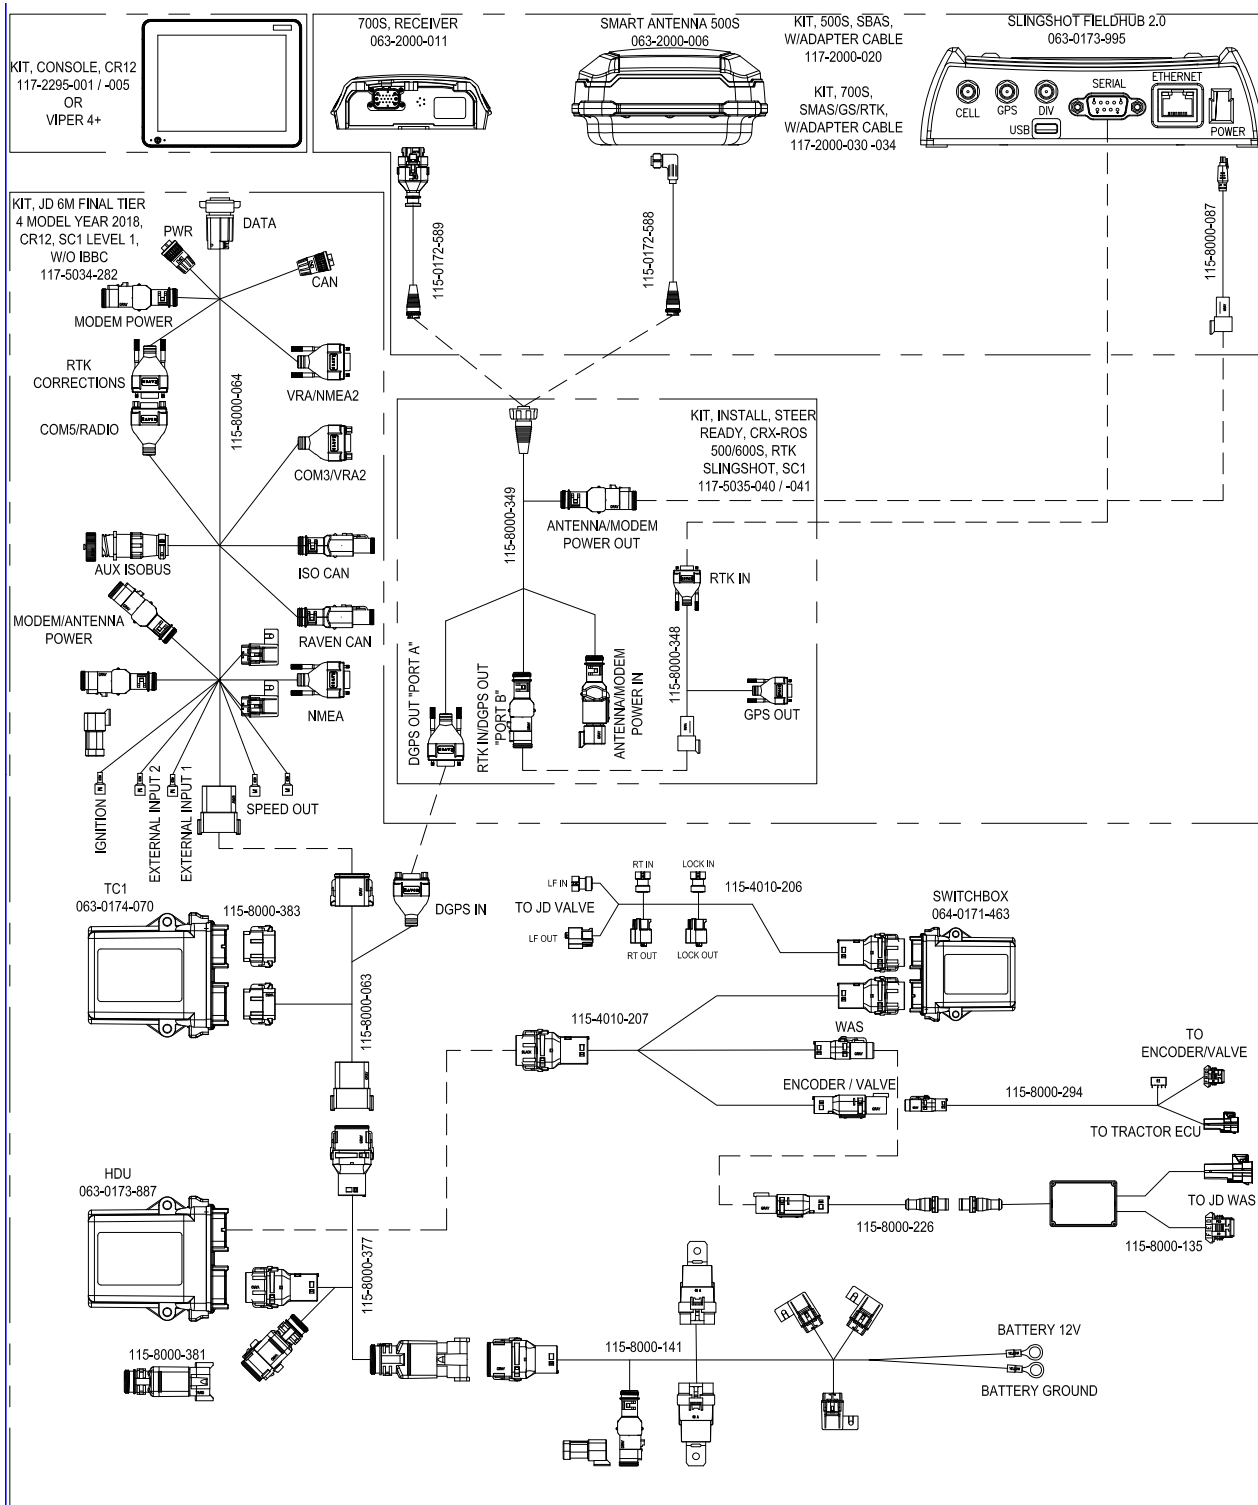 KIT, CONSOLE, CR12
117-2295-001 / -005
OR
VIPER 4+
700S, RECEIVER
063-2000-011
SMART ANTENNA 500S
063-2000-006
KIT, 500S, SBAS,
W/ADAPTER CABLE
117-2000-020
KIT, 700S,
SMAS/GS/RTK,
W/ADAPTER CABLE
117-2000-030 -034
SLINGSHOT FIELDHUB 2.0
063-0173-995
CELL
GPS
DIV
USB
SERIAL
ETHERNET
POWER
KIT, JD 6M FINAL TIER
4 MODEL YEAR 2018,
CR12, SC1 LEVEL 1,
W/O IBBC
117-5034-282
PWR
DATA
CAN
MODEM POWER
115-0172-589
115-0172-588
115-8000-087
RTK
CORRECTIONS
VRA/NMEA2
115-8000-064
COM5/RADIO
COM3/VRA2
KIT, INSTALL, STEER
READY, CRX-ROS
500/600S, RTK
SLINGSHOT, SC1
117-5035-040 / -041
115-8000-349
ANTENNA/MODEM
POWER OUT
AUX ISOBUS
ISO CAN
RTK IN
MODEM/ANTENNA
POWER
RAVEN CAN
115-8000-348
NMEA
DGPS OUT "PORT A"
RTK IN/DGPS OUT
"PORT B"
ANTENNA/MODEM
POWER IN
GPS OUT
IGNITION
EXTERNAL INPUT 2
EXTERNAL INPUT 1
SPEED OUT
TC1
063-0174-070
115-8000-383
DGPS IN
LF IN
RT IN
LOCK IN
115-4010-206
TO JD VALVE
LF OUT
RT OUT
LOCK OUT
SWITCHBOX
064-0171-463
115-8000-063
115-4010-207
BLACK
WAS
GRAY
TO
ENCODER/VALVE
ENCODER / VALVE
GRAY
115-8000-294
TO TRACTOR ECU
HDU
063-0173-887
TO JD WAS
115-8000-226
115-8000-135
115-8000-377
115-8000-381
115-8000-141
BATTERY 12V
BATTERY GROUND